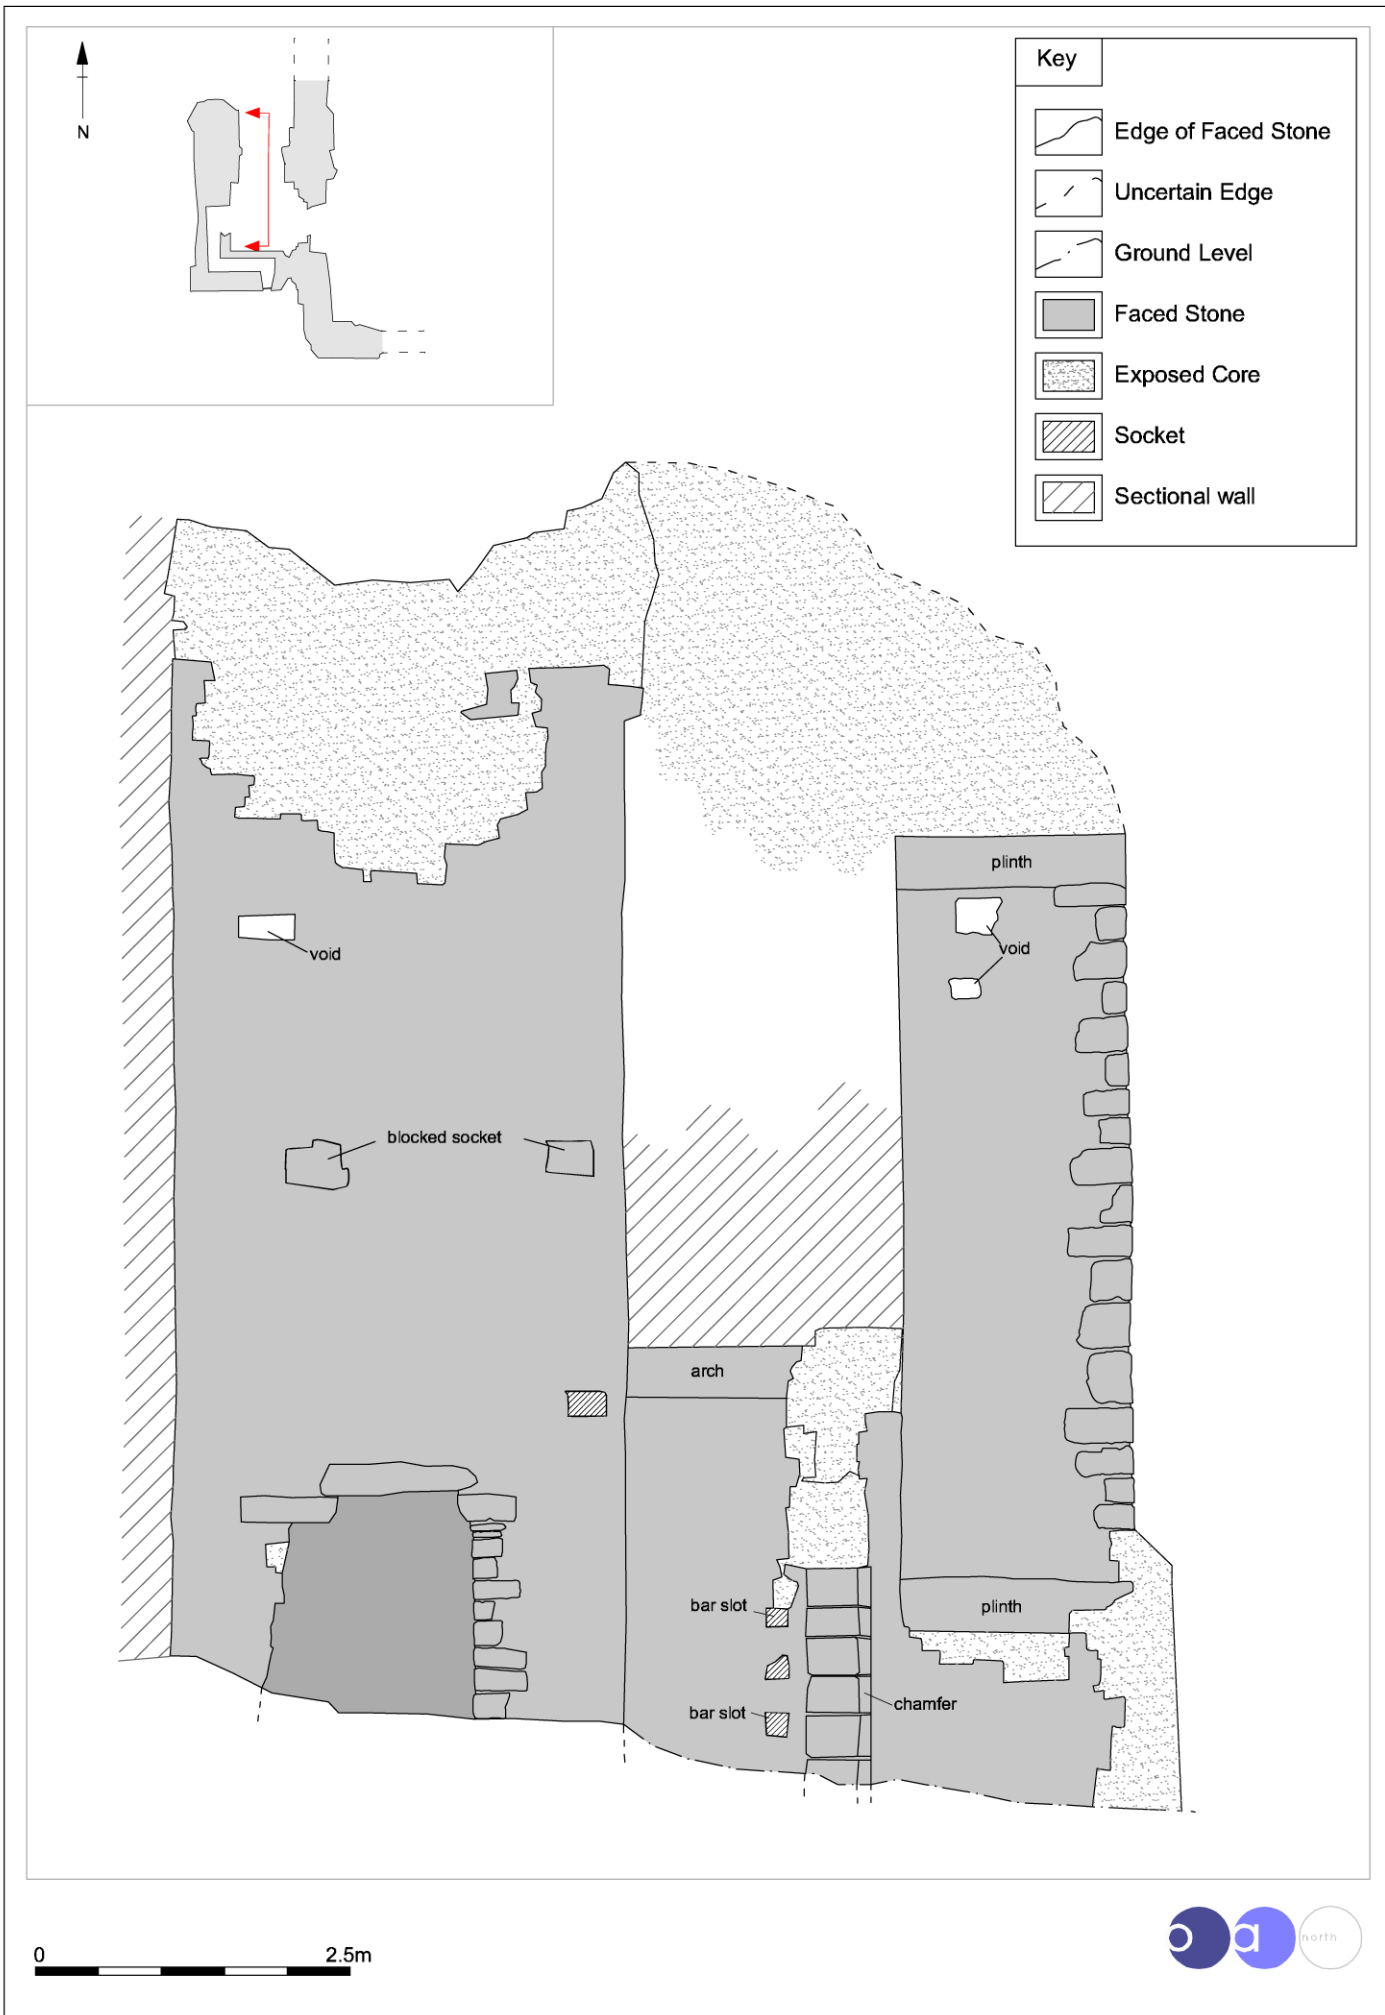 N
Key
Edge of Faced Stone
Uncertain Edge
Ground Level
Faced Stone
Exposed Core
Socket
Sectional wall
plinth
void
void
blocked socket
arch
bar slot
plinth
bar slot
chamfer
0 2.5m
oa north